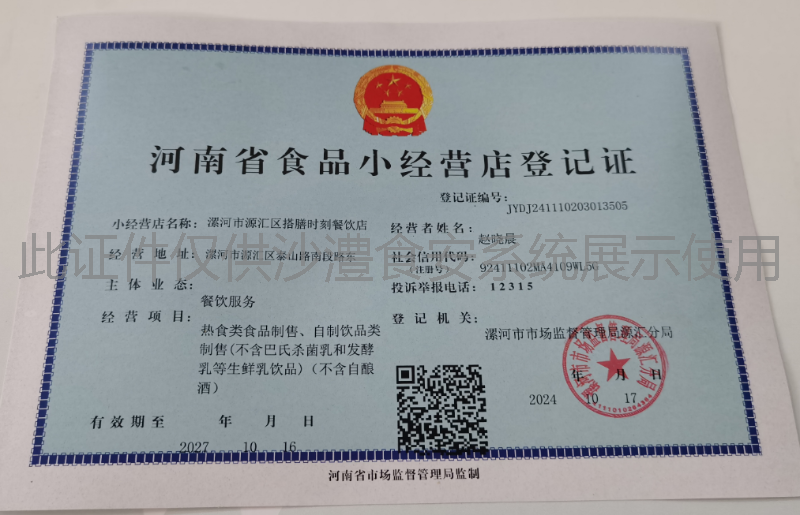 河南省食品小经营店登记证
登记证编号：JYDJ241110203013505
小经营店名称：漯河市源汇区搭膳时刻餐饮店
经营者姓名：赵晓晨
经营地址：漯河市源汇区泰山路南段路东
社会信用代码：
（注册号）92411102MA4109WL5G
此证件仅供沙澧食安系统展示使用
主体业态：餐饮服务
投诉举报电话：12315
经营项目：热食类食品制售、自制饮品类
制售(不含巴氏杀菌乳和发酵
乳等生鲜乳饮品)（不含自酿
酒）
登记机关：漯河市市场监督管理局源汇分局
年 月 日
2024 10 17
有效期至 年 月 日
2027 10 16
河南省市场监督管理局监制